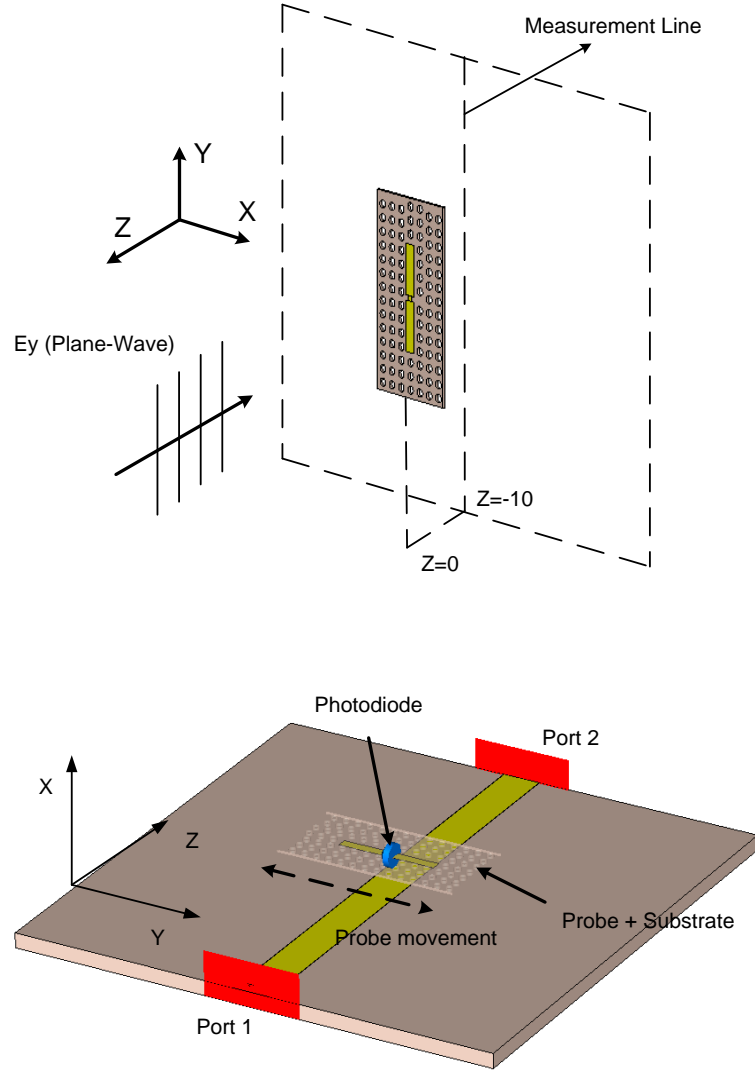 Measurement Line
Y
X
Z
Ey (Plane-Wave)
Z=-10
Z=0
Photodiode
Port 2
X
Z
Y
Probe + Substrate
Probe movement
Port 1